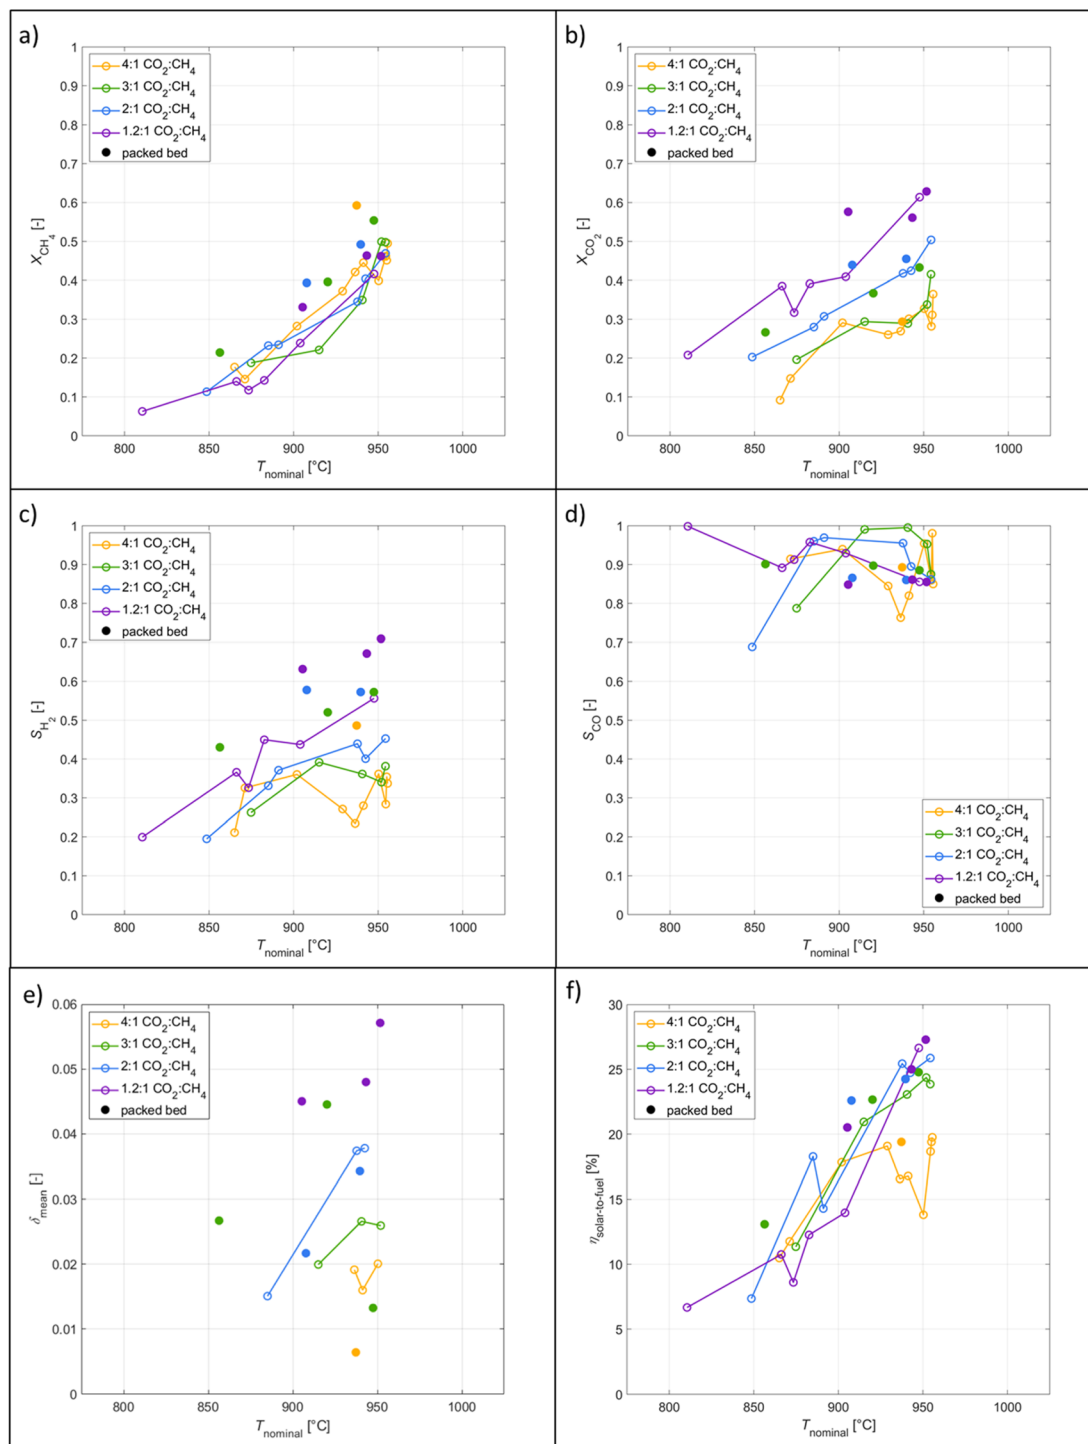 a)
1
0.9
0.8
0.7
0.6
0.5
0.4
0.3
0.2
0.1
0
X_CH4 [-]
4:1 CO2:CH4
3:1 CO2:CH4
2:1 CO2:CH4
1.2:1 CO2:CH4
packed bed
800 850 900 950 1000
T_nominal [°C]
b)
1
0.9
0.8
0.7
0.6
0.5
0.4
0.3
0.2
0.1
0
X_CO2 [-]
4:1 CO2:CH4
3:1 CO2:CH4
2:1 CO2:CH4
1.2:1 CO2:CH4
packed bed
800 850 900 950 1000
T_nominal [°C]
c)
1
0.9
0.8
0.7
0.6
0.5
0.4
0.3
0.2
0.1
0
S_H2 [-]
4:1 CO2:CH4
3:1 CO2:CH4
2:1 CO2:CH4
1.2:1 CO2:CH4
packed bed
800 850 900 950 1000
T_nominal [°C]
d)
1
0.9
0.8
0.7
0.6
0.5
0.4
0.3
0.2
0.1
0
S_CO [-]
4:1 CO2:CH4
3:1 CO2:CH4
2:1 CO2:CH4
1.2:1 CO2:CH4
packed bed
800 850 900 950 1000
T_nominal [°C]
e)
0.06
0.05
0.04
0.03
0.02
0.01
0
δ_mean [-]
4:1 CO2:CH4
3:1 CO2:CH4
2:1 CO2:CH4
1.2:1 CO2:CH4
packed bed
800 850 900 950 1000
T_nominal [°C]
f)
30
25
20
15
10
5
0
η_solar-to-fuel [%]
4:1 CO2:CH4
3:1 CO2:CH4
2:1 CO2:CH4
1.2:1 CO2:CH4
packed bed
800 850 900 950 1000
T_nominal [°C]